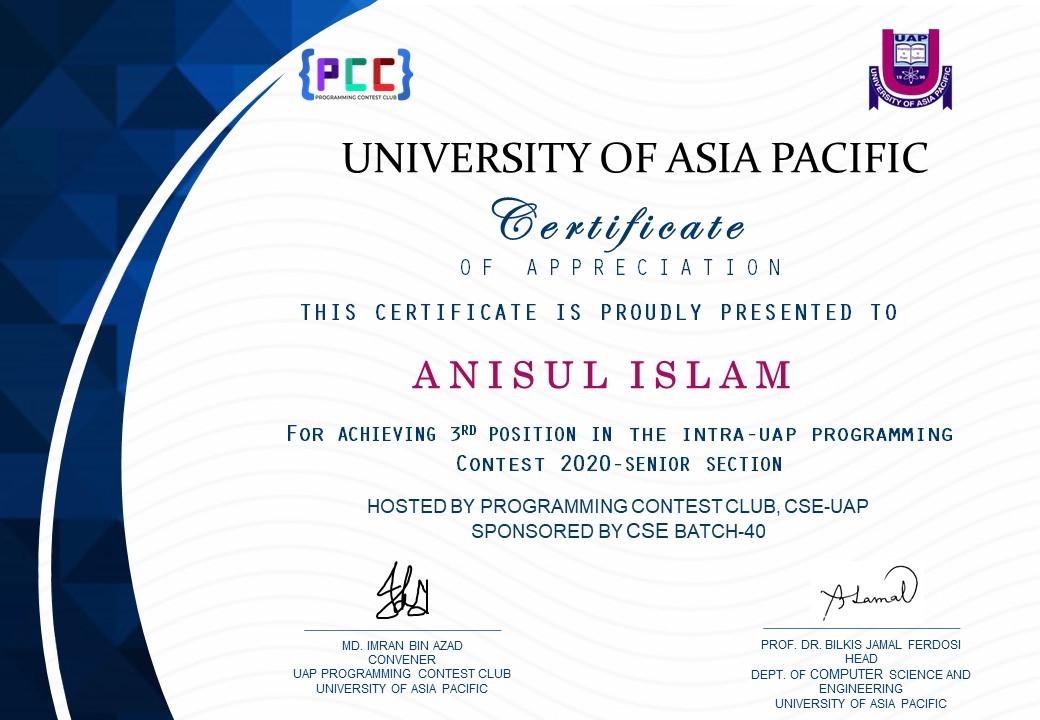 {PCC}
PROGRAMMING CONTEST CLUB
UAP
19 96
UNIVERSITY OF ASIA PACIFIC
UNIVERSITY OF ASIA PACIFIC
Certificate
OF APPRECIATION
THIS CERTIFICATE IS PROUDLY PRESENTED TO
ANISUL ISLAM
FOR ACHIEVING 3RD POSITION IN THE INTRA-UAP PROGRAMMING
CONTEST 2020-SENIOR SECTION
HOSTED BY PROGRAMMING CONTEST CLUB, CSE-UAP
SPONSORED BY CSE BATCH-40
MD. IMRAN BIN AZAD
CONVENER
UAP PROGRAMMING CONTEST CLUB
UNIVERSITY OF ASIA PACIFIC
PROF. DR. BILKIS JAMAL FERDOSI
HEAD
DEPT. OF COMPUTER SCIENCE AND
ENGINEERING
UNIVERSITY OF ASIA PACIFIC